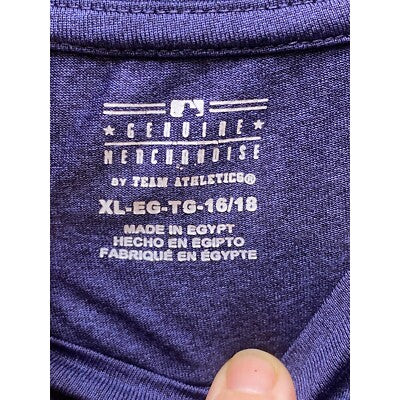 GENUINE
MERCHANDISE
BY TEAM ATHLETICS®
XL-EG-TG-16/18
MADE IN EGYPT
HECHO EN EGIPTO
FABRIQUÉ EN ÉGYPTE